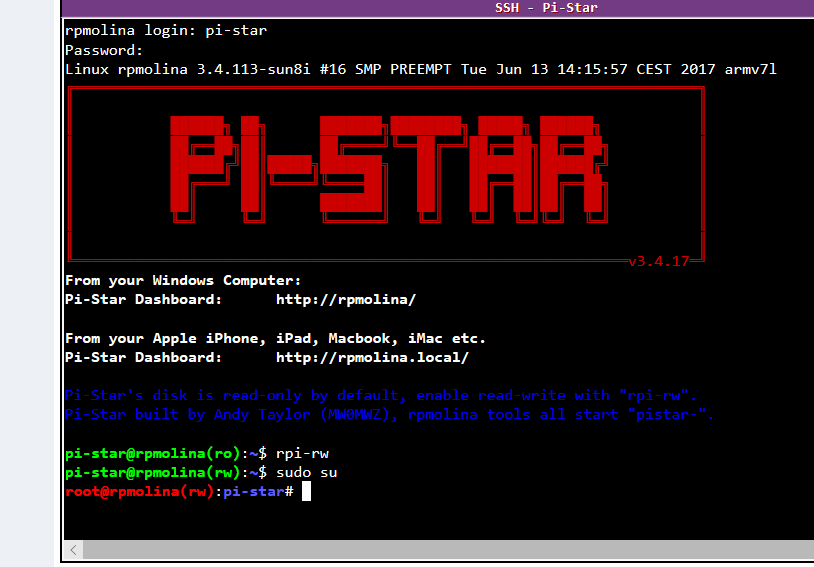 SSH - Pi-Star
rpmolina login: pi-star
Password:
Linux rpmolina 3.4.113-sun8i #16 SMP PREEMPT Tue Jun 13 14:15:57 CEST 2017 armv7l
PI-STAR
v3.4.17
From your Windows Computer:
Pi-Star Dashboard:      http://rpmolina/
From your Apple iPhone, iPad, Macbook, iMac etc.
Pi-Star Dashboard:      http://rpmolina.local/
Pi-Star's disk is read-only by default, enable read-write with "rpi-rw".
Pi-Star built by Andy Taylor (MW0MWZ), rpmolina tools all start "pistar-".
pi-star@rpmolina(ro):~$ rpi-rw
pi-star@rpmolina(rw):~$ sudo su
root@rpmolina(rw):pi-star#